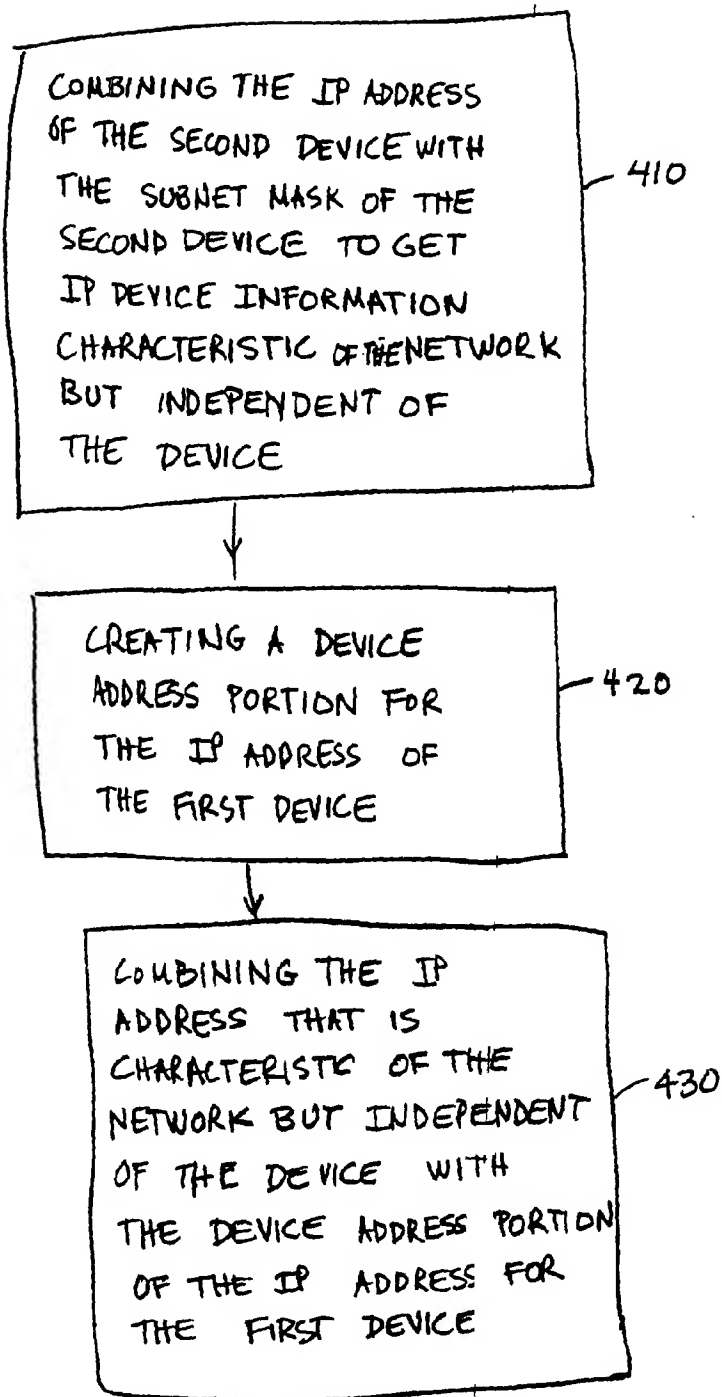 COMBINING THE IP ADDRESS
OF THE SECOND DEVICE WITH
THE SUBNET MASK OF THE
SECOND DEVICE TO GET
IP DEVICE INFORMATION
CHARACTERISTIC OF THE NETWORK
BUT INDEPENDENT OF
THE DEVICE
410
CREATING A DEVICE
ADDRESS PORTION FOR
THE IP ADDRESS OF
THE FIRST DEVICE
420
COMBINING THE IP
ADDRESS THAT IS
CHARACTERISTIC OF THE
NETWORK BUT INDEPENDENT
OF THE DEVICE WITH
THE DEVICE ADDRESS PORTION
OF THE IP ADDRESS FOR
THE FIRST DEVICE
430